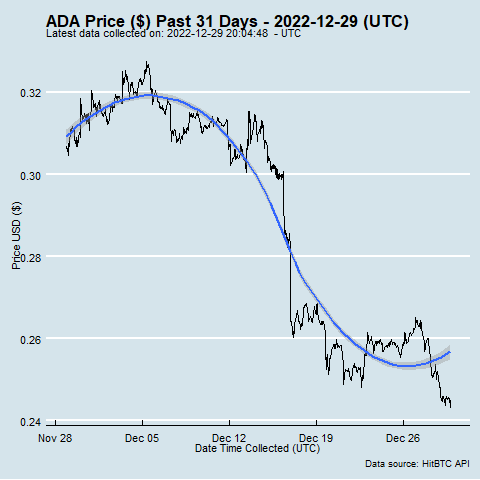 ADA Price ($) Past 31 Days - 2022-12-29 (UTC)
Latest data collected on: 2022-12-29 20:04:48 - UTC
Price USD ($)
0.32
0.30
0.28
0.26
0.24
Nov 28 Dec 05 Dec 12 Dec 19 Dec 26
Date Time Collected (UTC)
Data source: HitBTC API